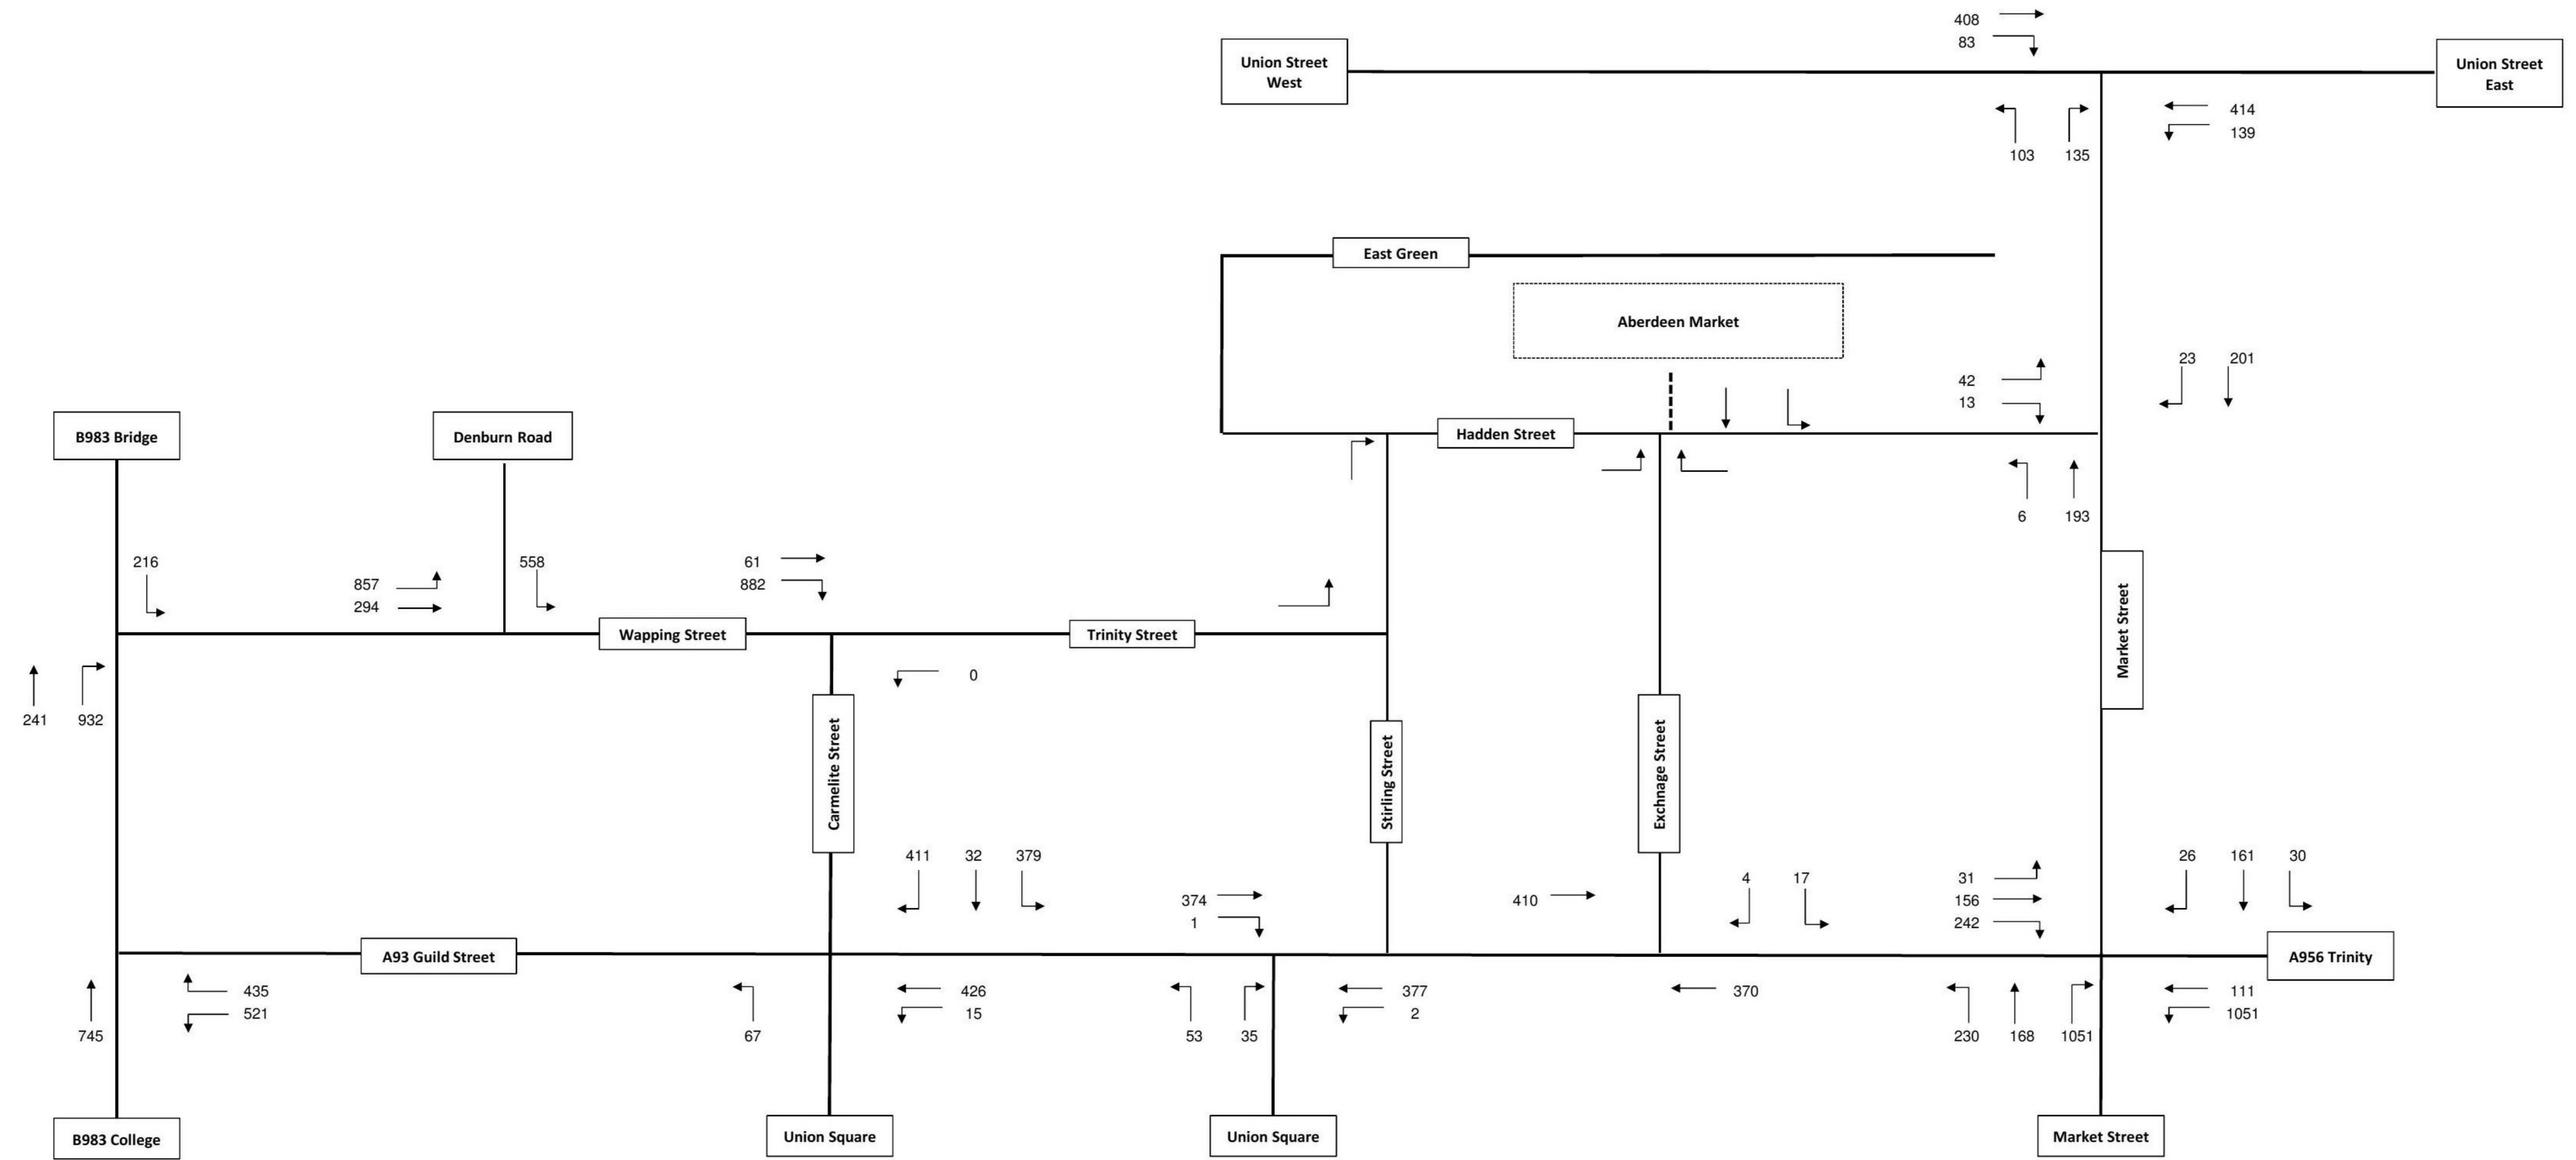 408
83
Union Street
West
Union Street
East
414
139
103 135
East Green
Aberdeen Market
42
13
23 201
Hadden Street
B983 Bridge
Denburn Road
6 193
216
857
294
558
61
882
Wapping Street
Trinity Street
Market Street
0
241 932
Carmelite Street
Stirling Street
Exchnage Street
411 32 379
374
1
410
4 17
31
156
242
26 161 30
A93 Guild Street
A956 Trinity
435
521
745
67
426
15
53 35
377
2
370
230 168 1051
111
1051
B983 College
Union Square
Union Square
Market Street